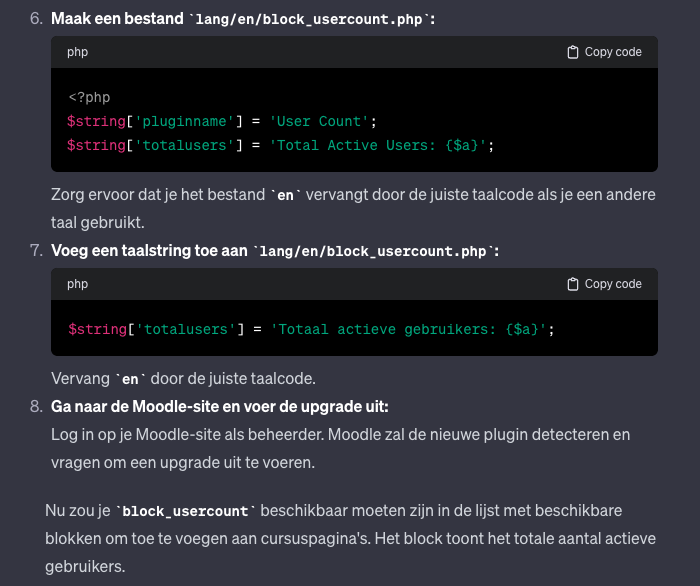 6. Maak een bestand `lang/en/block_usercount.php`:
php Copy code
<?php
$string['pluginname'] = 'User Count';
$string['totalusers'] = 'Total Active Users: {$a}';
Zorg ervoor dat je het bestand `en` vervangt door de juiste taalcode als je een andere
taal gebruikt.
7. Voeg een taalstring toe aan `lang/en/block_usercount.php`:
php Copy code
$string['totalusers'] = 'Totaal actieve gebruikers: {$a}';
Vervang `en` door de juiste taalcode.
8. Ga naar de Moodle-site en voer de upgrade uit:
Log in op je Moodle-site als beheerder. Moodle zal de nieuwe plugin detecteren en
vragen om een upgrade uit te voeren.
Nu zou je `block_usercount` beschikbaar moeten zijn in de lijst met beschikbare
blokken om toe te voegen aan cursuspagina's. Het block toont het totale aantal actieve
gebruikers.